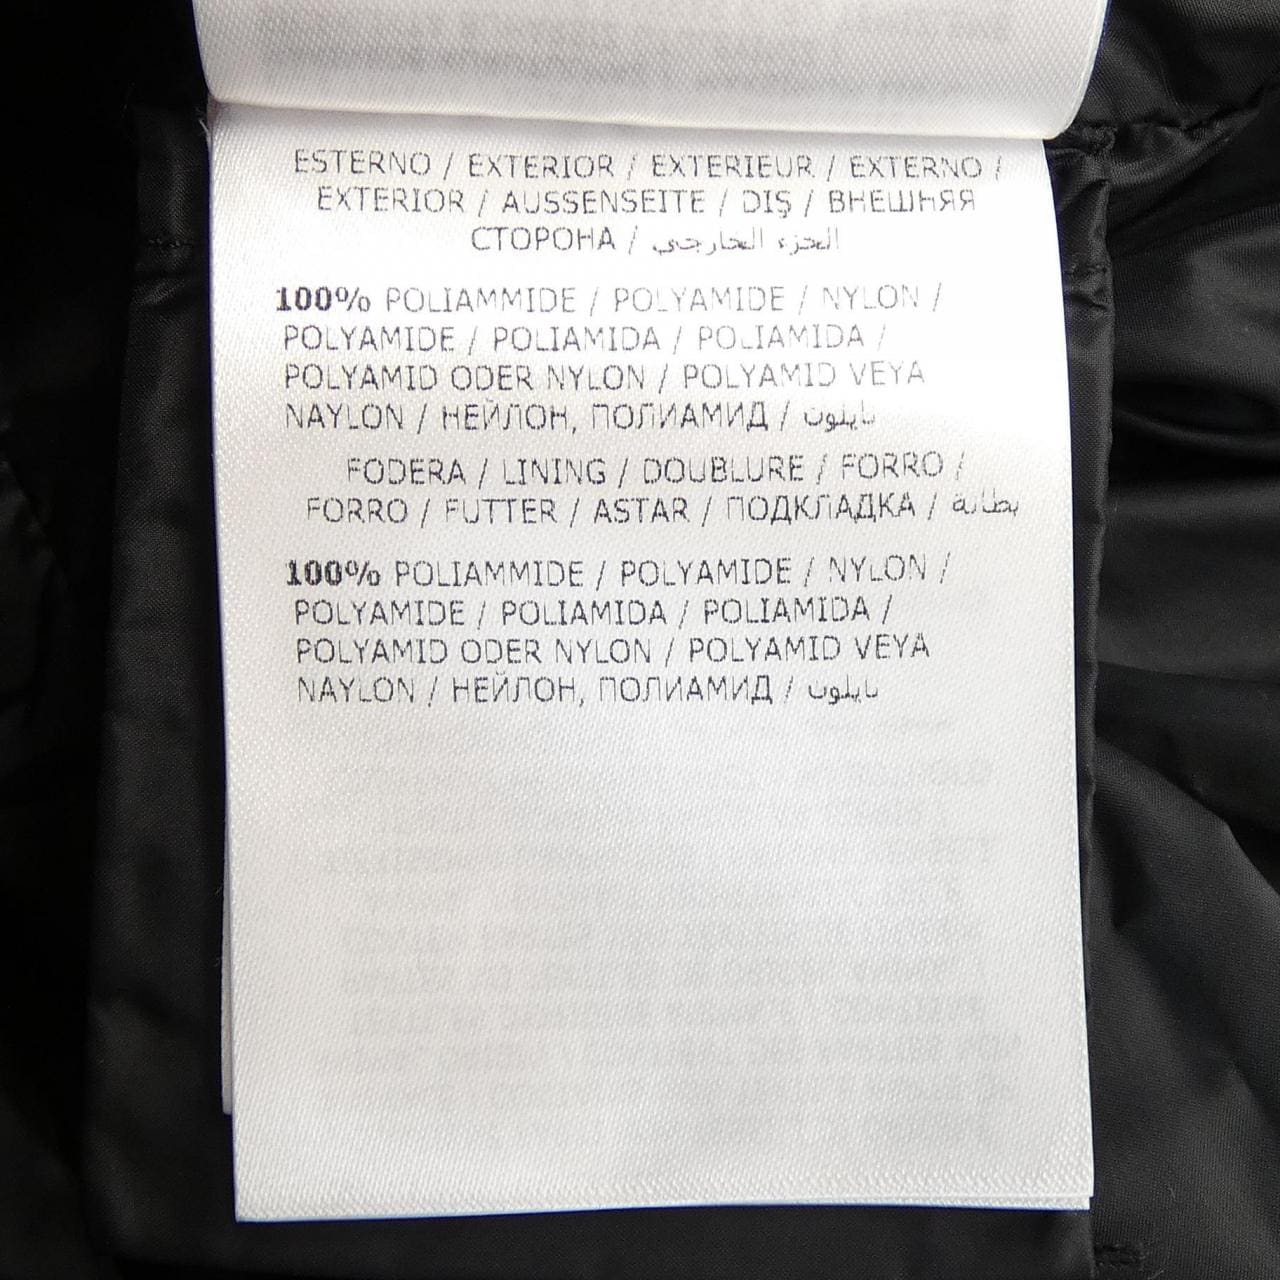 ESTERNO / EXTERIOR / EXTERIEUR / EXTERNO /
EXTERIOR / AUSSENSEITE / DIŞ / ВНЕШНЯЯ
СТОРОНА / الجزء الخارجي
100% POLIAMMIDE / POLYAMIDE / NYLON /
POLYAMIDE / POLIAMIDA / POLIAMIDA /
POLYAMID ODER NYLON / POLYAMID VEYA
NAYLON / НЕЙЛОН, ПОЛИАМИД / نايلون
FODERA / LINING / DOUBLURE / FORRO /
FORRO / FUTTER / ASTAR / ПОДКЛАДКА / بطانة
100% POLIAMMIDE / POLYAMIDE / NYLON /
POLYAMIDE / POLIAMIDA / POLIAMIDA /
POLYAMID ODER NYLON / POLYAMID VEYA
NAYLON / НЕЙЛОН, ПОЛИАМИД / نايلون